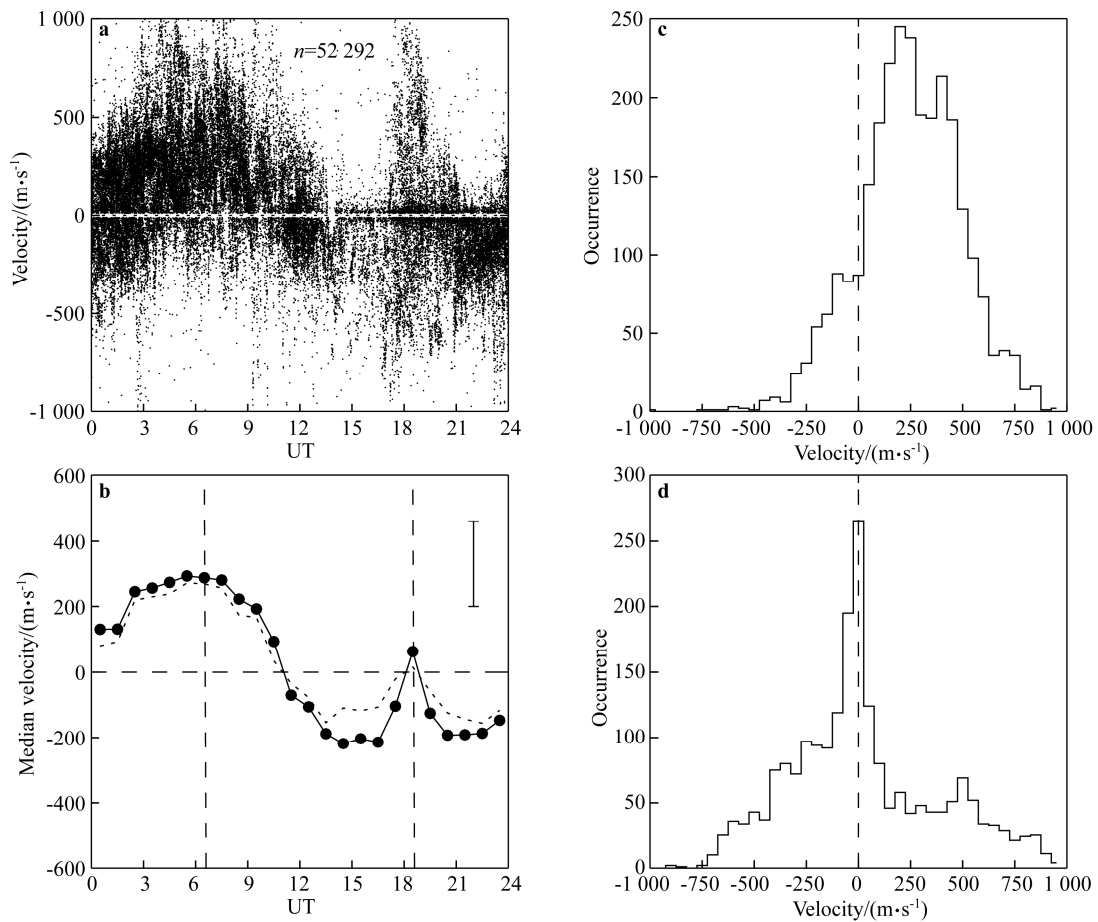 a
n=52 292
Velocity/(m•s-1)
1 000
500
0
-500
-1 000
0 3 6 9 12 15 18 21 24
UT
c
Occurrence
250
200
150
100
50
0
-1 000 -750 -500 -250 0 250 500 750 1 000
Velocity/(m•s-1)
b
Median velocity/(m•s-1)
600
400
200
0
-200
-400
-600
0 3 6 9 12 15 18 21 24
UT
d
Occurrence
300
250
200
150
100
50
0
-1 000 -750 -500 -250 0 250 500 750 1 000
Velocity/(m•s-1)